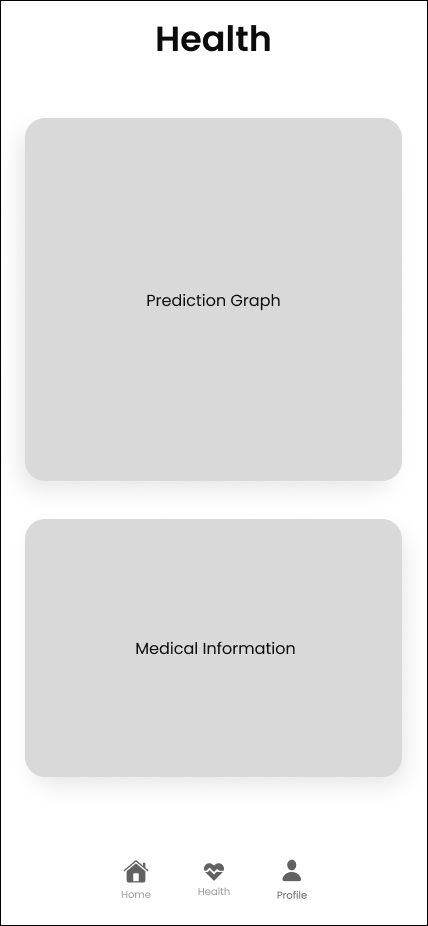 Health
Prediction Graph
Medical Information
Home
Health
Profile